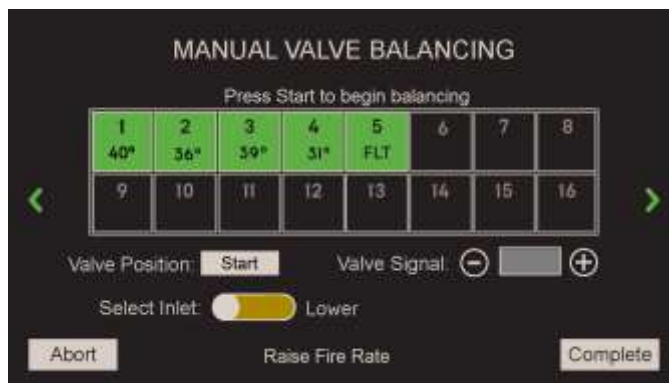 MANUAL VALVE BALANCING
Press Start to begin balancing
1 2 3 4 5 6 7 8
40° 36° 39° 31° FLT
9 10 11 12 13 14 15 16
Valve Position: Start Valve Signal:
Select Inlet: Lower
Abort Raise Fire Rate Complete